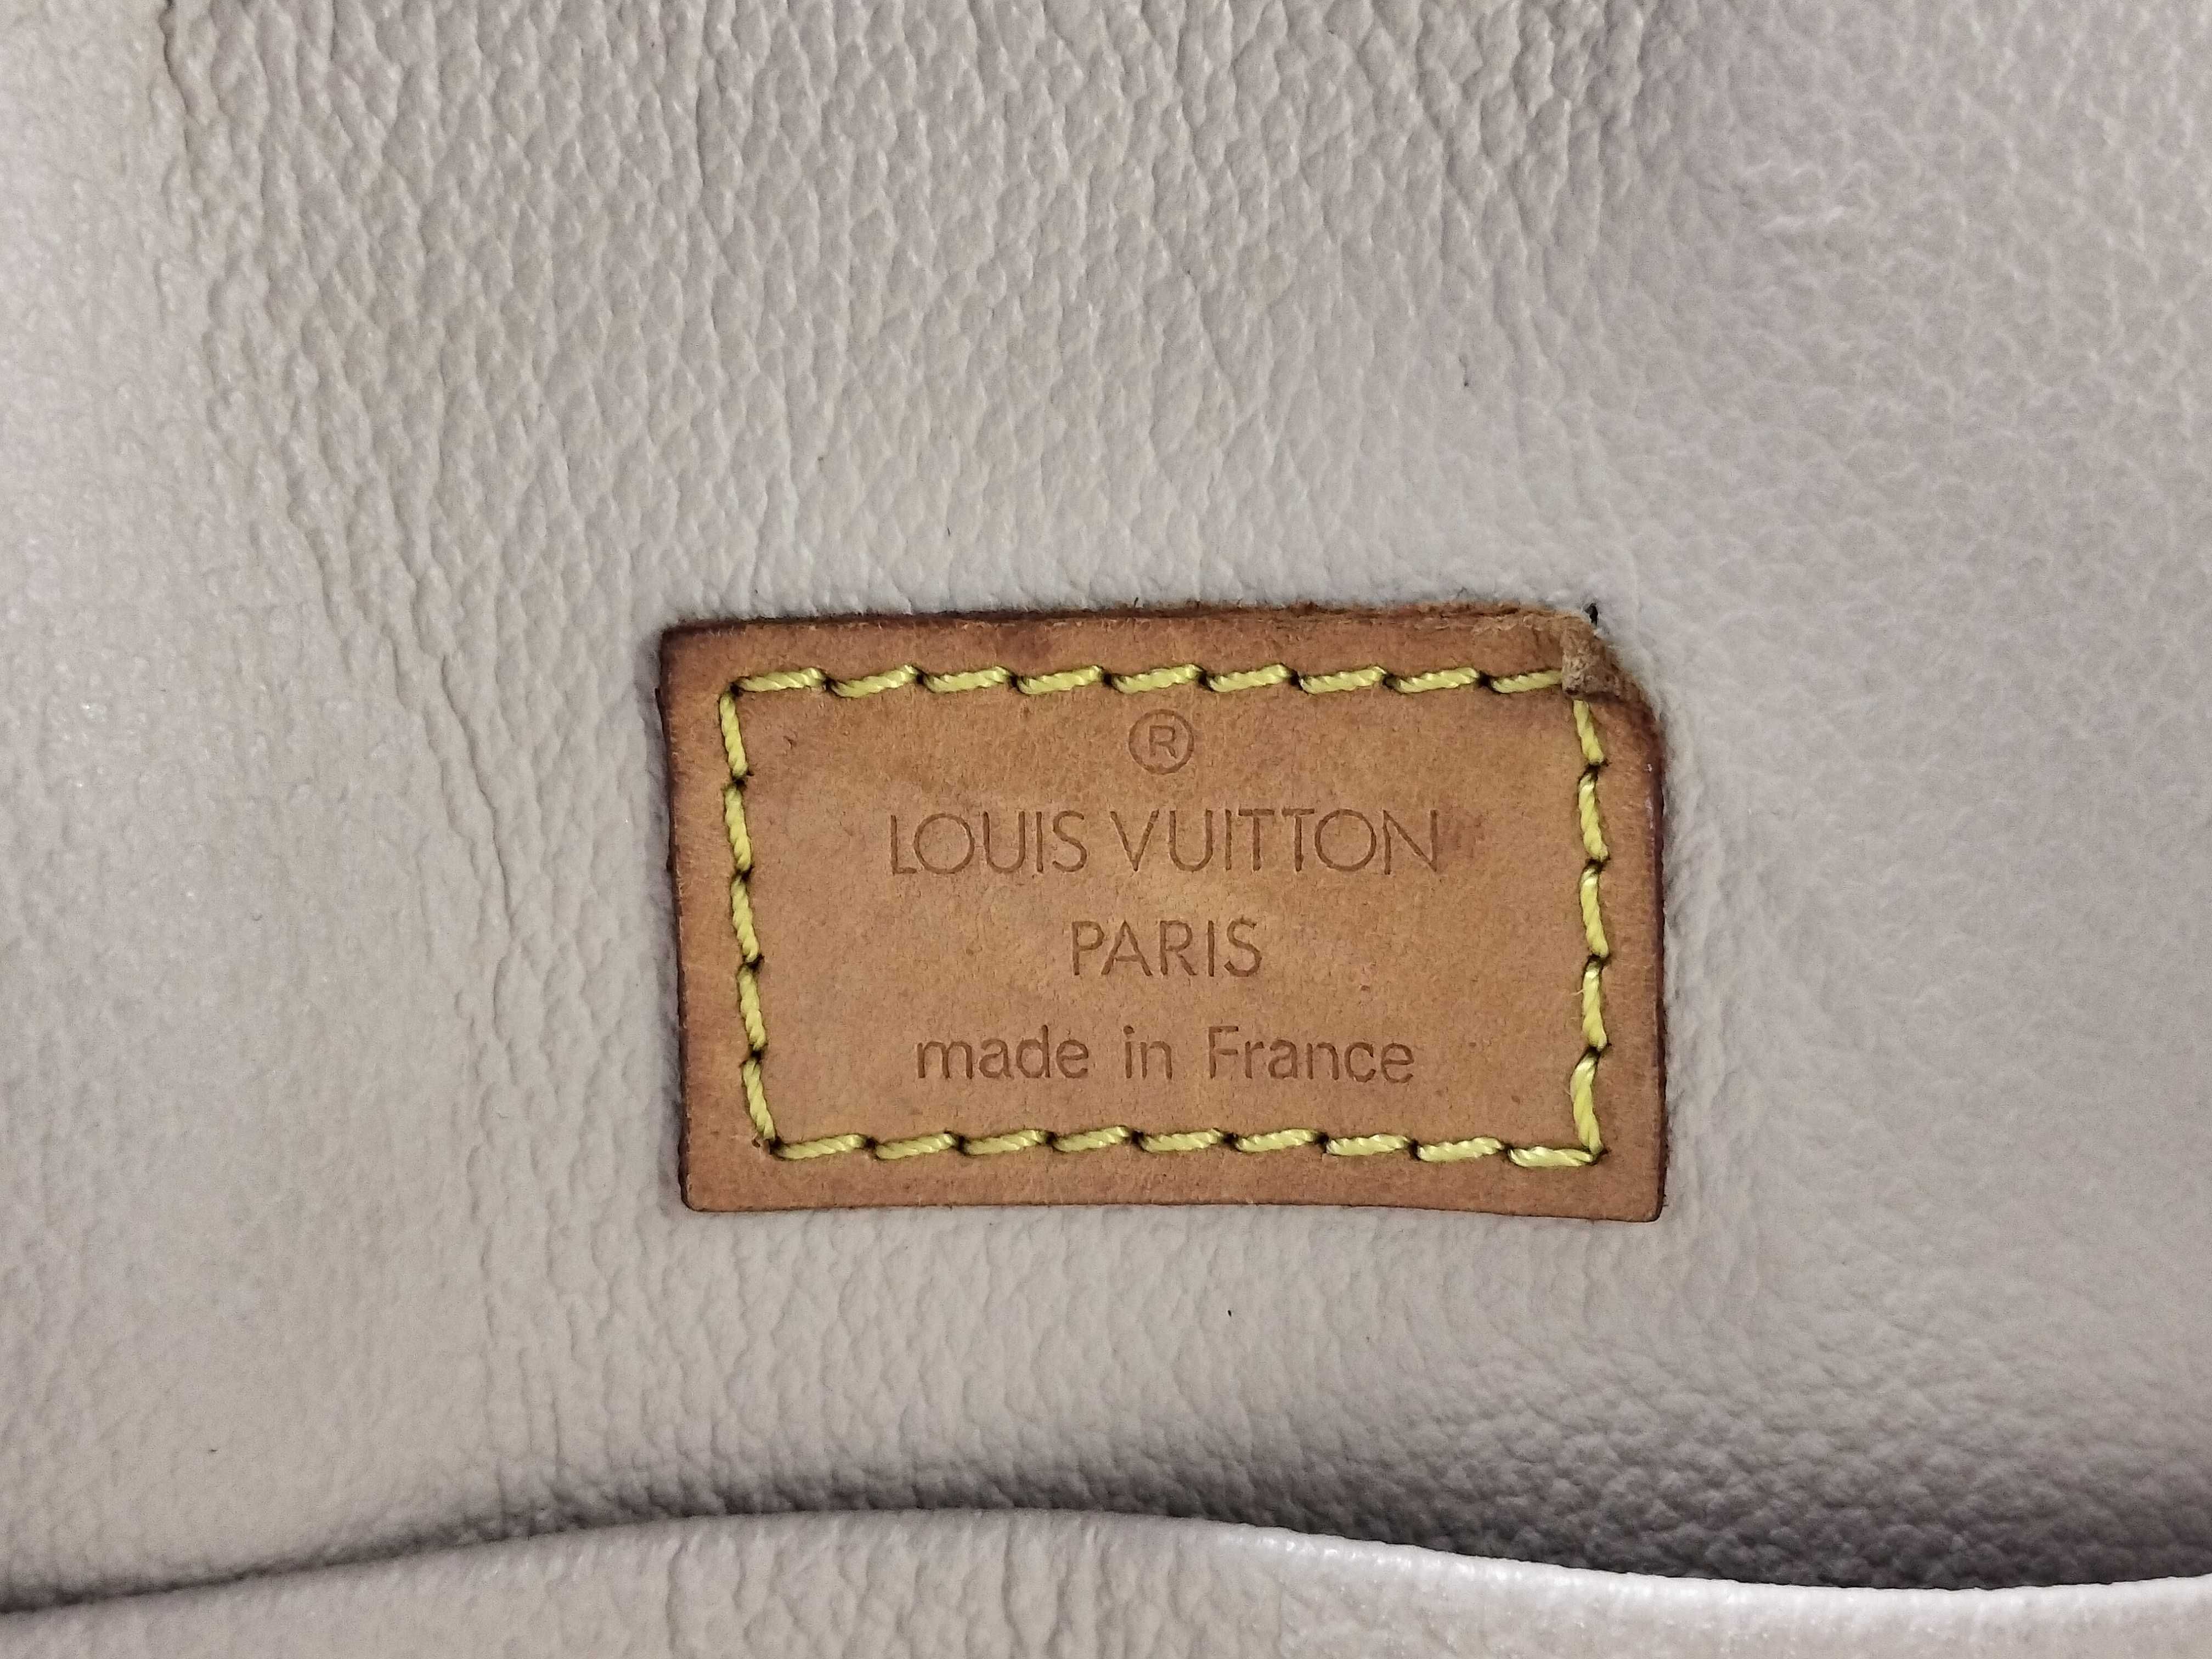 ®
LOUIS VUITTON
PARIS
made in France